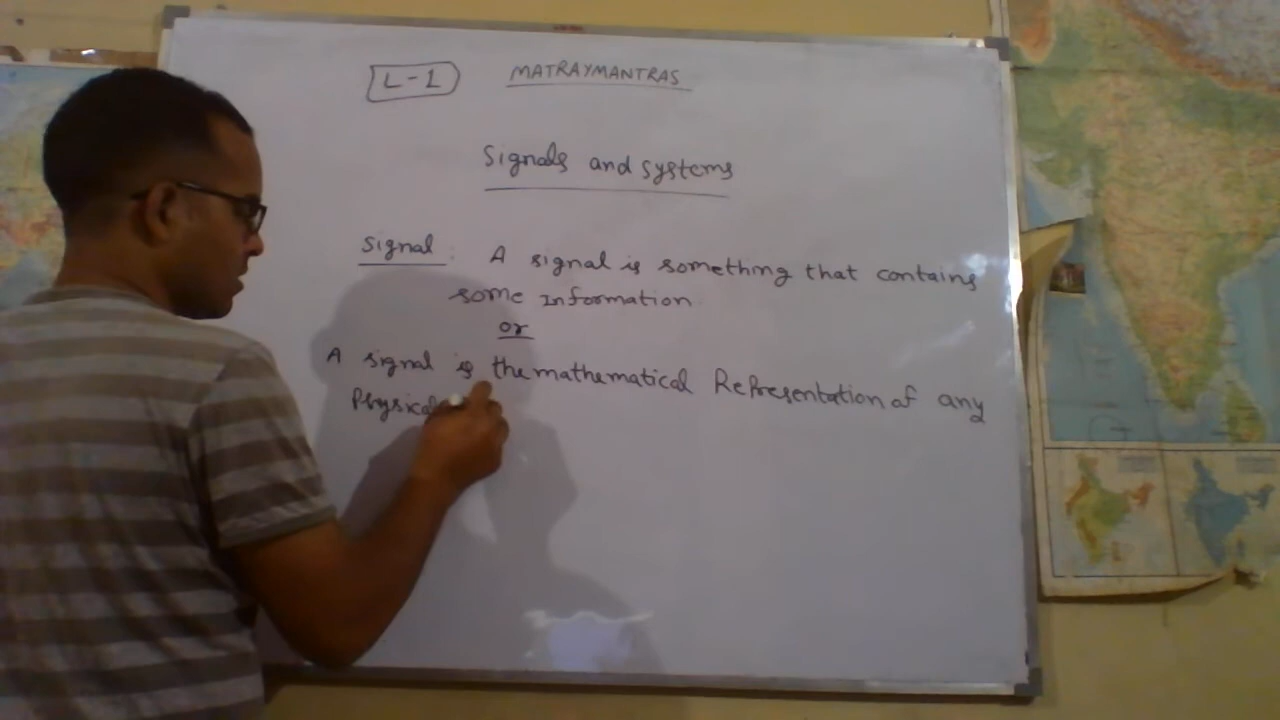 L-1 MATRAYMANTRAS
Signals and systems
Signal : A signal is something that contains
some Information
or
A signal is the mathematical Representation of any
Physical